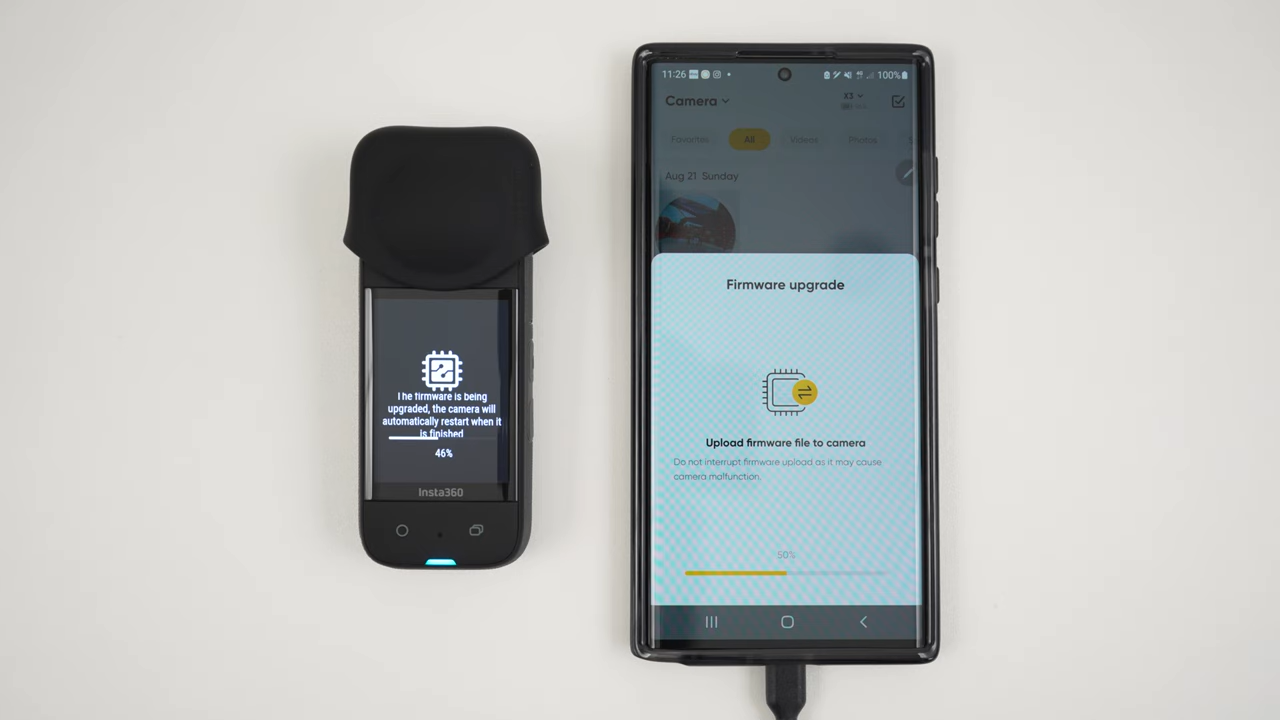 The firmware is being
upgraded, the camera will
automatically restart when it
is finished
46%
Insta360
11:26
100%
Camera
X3
Favorites
All
Videos
Photos
Aug 21 Sunday
Firmware upgrade
Upload firmware file to camera
Do not interrupt firmware upload as it may cause
camera malfunction.
50%